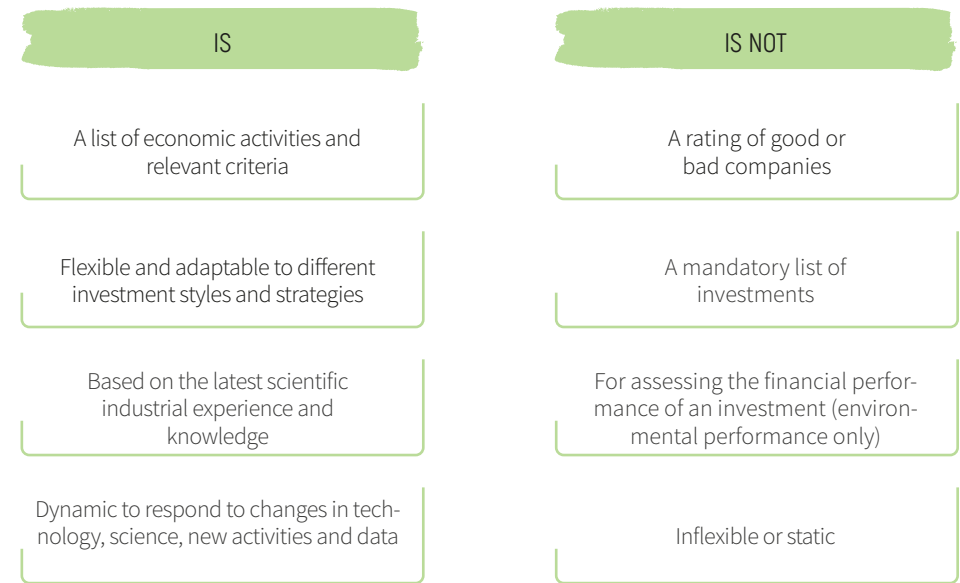 IS
A list of economic activities and
relevant criteria
Flexible and adaptable to different
investment styles and strategies
Based on the latest scientific
industrial experience and
knowledge
Dynamic to respond to changes in tech-
nology, science, new activities and data
IS NOT
A rating of good or
bad companies
A mandatory list of
investments
For assessing the financial perfor-
mance of an investment (environ-
mental performance only)
Inflexible or static